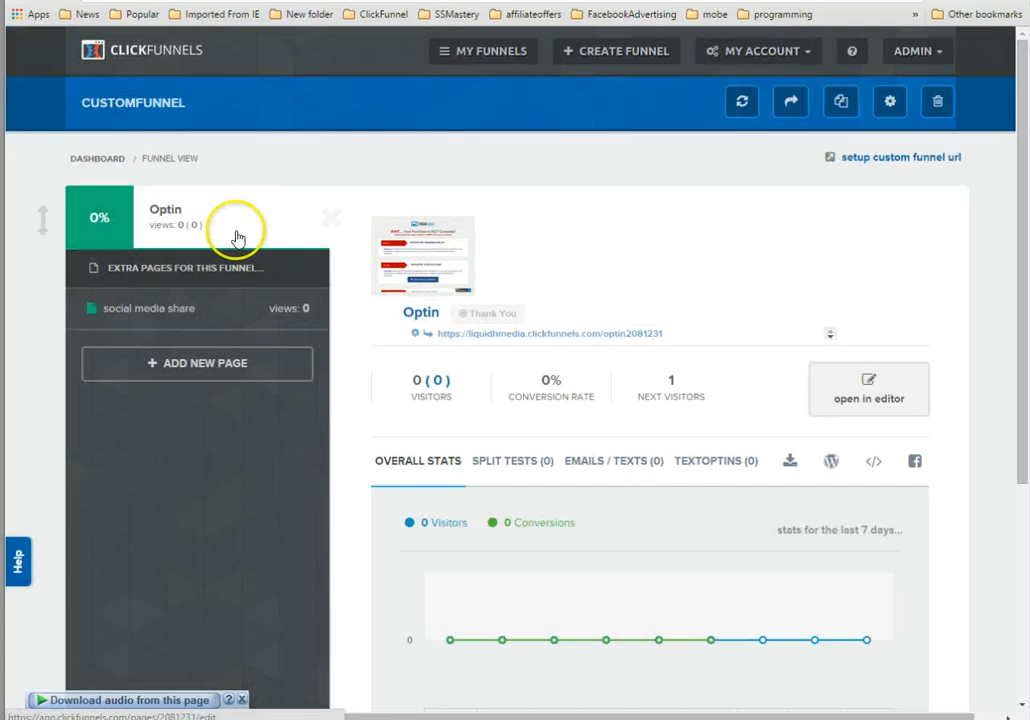 Apps News Popular Imported From IE New folder ClickFunnel SSMastery affiliateoffers FacebookAdvertising mobe programming » Other bookmarks
CLICKFUNNELS MY FUNNELS + CREATE FUNNEL MY ACCOUNT ? ADMIN
CUSTOMFUNNEL
DASHBOARD / FUNNEL VIEW setup custom funnel url
0% Optin
views: 0 ( 0 )
EXTRA PAGES FOR THIS FUNNEL...
social media share views: 0
+ ADD NEW PAGE
Optin Thank You
https://liquidhmedia.clickfunnels.com/optin2081231
0 ( 0 ) 0% 1
VISITORS CONVERSION RATE NEXT VISITORS
open in editor
OVERALL STATS SPLIT TESTS (0) EMAILS / TEXTS (0) TEXTOPTINS (0) </>
0 Visitors 0 Conversions
stats for the last 7 days...
0
Help
Download audio from this page ? X
https://app.clickfunnels.com/pages/2081231/edit